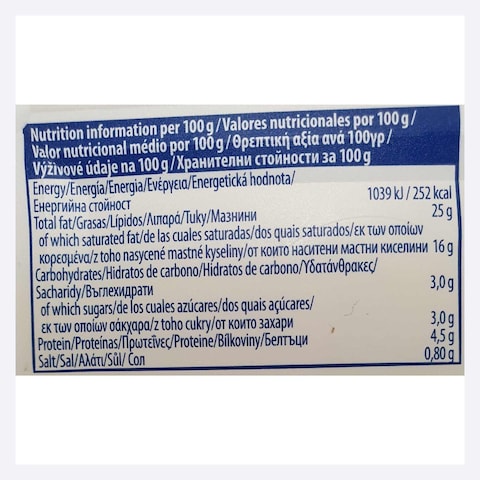 Nutrition information per 100 g/Valores nutricionales por 100 g/
Valor nutricional médio por 100 g/Θρεπτική αξία ανά 100γρ/
Výživové údaje na 100 g/Хранителни стойности за 100 g
Energy/Energía/Energia/Ενέργεια/Energetická hodnota/
Енергийна стойност 1039 kJ / 252 kcal
Total fat/Grasas/Lípidos/Λιπαρά/Tuky/Мазнини 25 g
of which saturated fat/de las cuales saturadas/dos quais saturados/εκ των οποίων
κορεσμένα/z toho nasycené mastné kyseliny/от които наситени мастни киселини 16 g
Carbohydrates/Hidratos de carbono/Hidratos de carbono/Υδατάνθρακες/
Sacharidy/Въглехидрати 3,0 g
of which sugars/de los cuales azúcares/dos quais açúcares/
εκ των οποίων σάκχαρα/z toho cukry/от които захари 3,0 g
Protein/Proteínas/Πρωτεΐνες/Proteine/Bílkoviny/Белтъци 4,5 g
Salt/Sal/Αλάτι/Sůl/ Сол 0,80 g